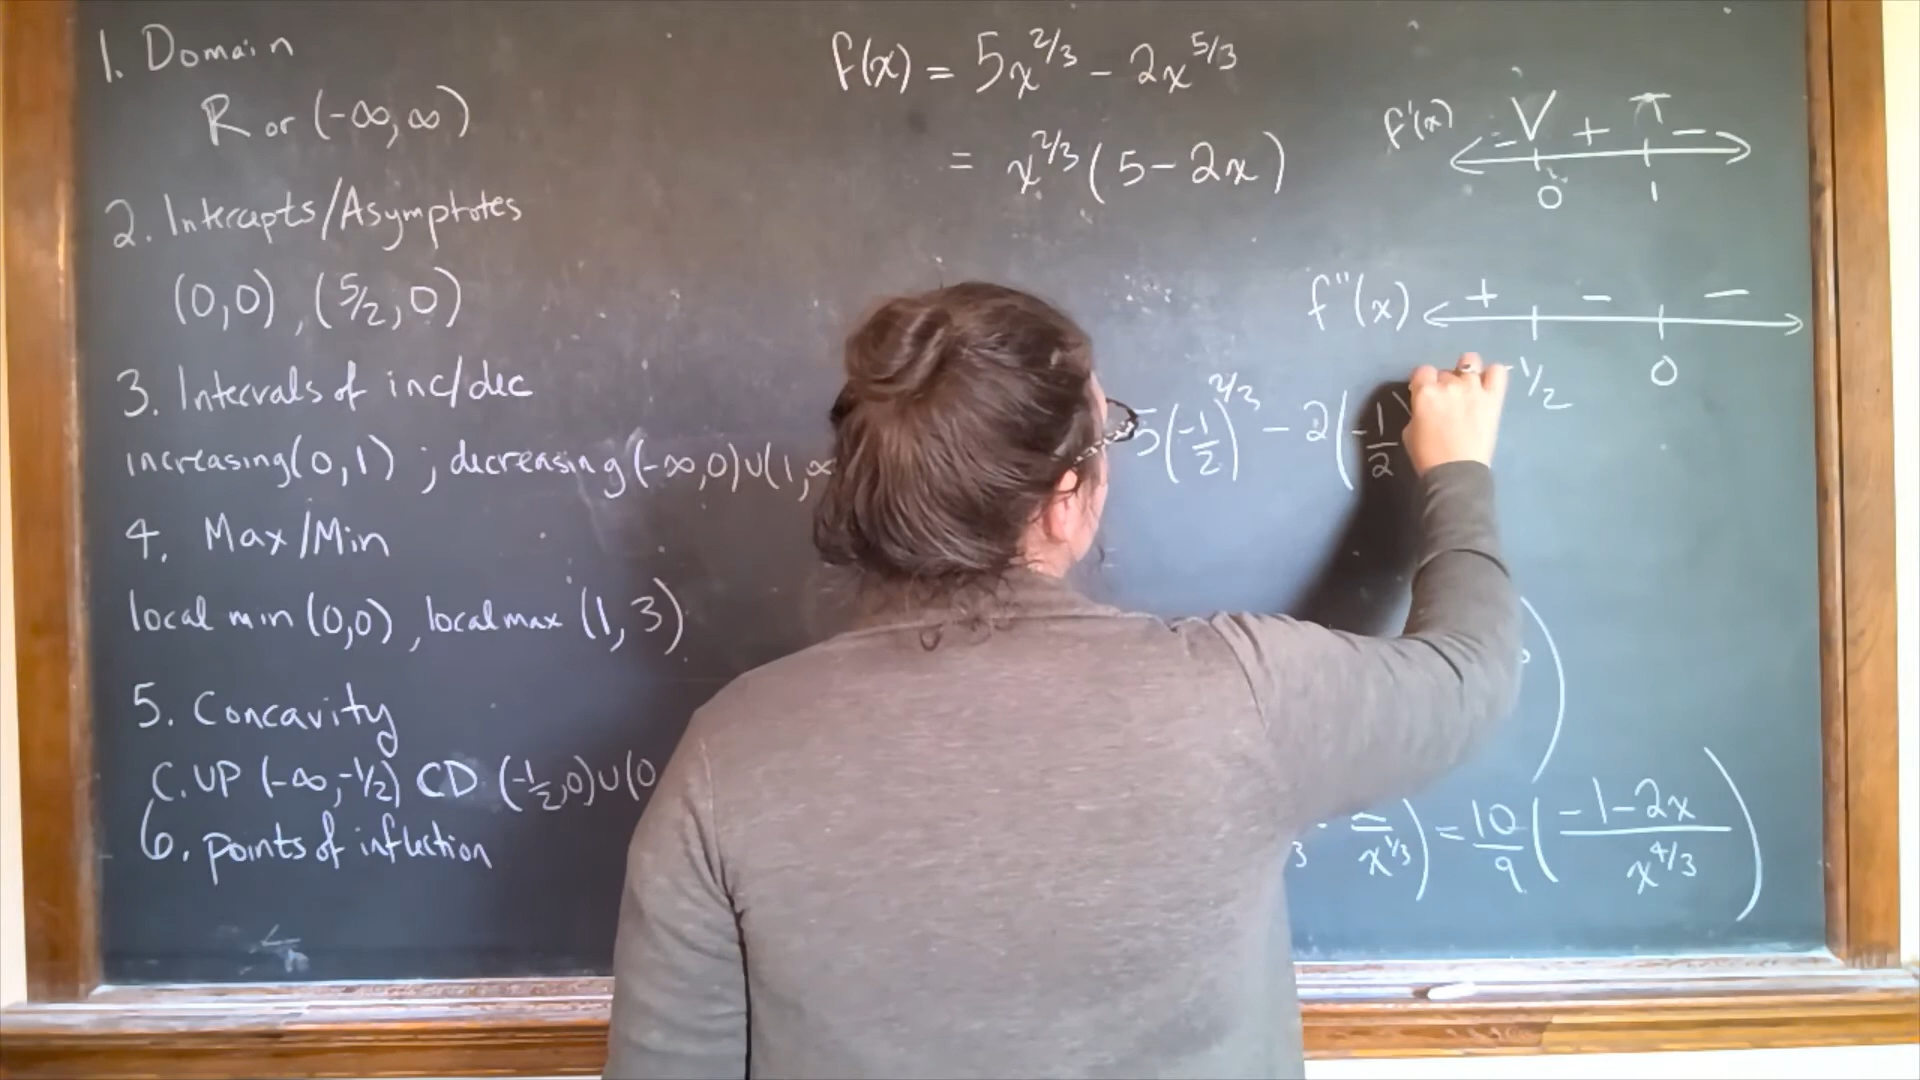 1. Domain
R or (-∞,∞)
2. Intercepts/Asymptotes
(0,0), (5/2,0)
3. Intervals of inc/dec
increasing(0,1) ; decreasing(-∞,0)∪(1,∞
4. Max/Min
local min (0,0), local max (1,3)
5. Concavity
C.UP (-∞,-1/2) CD (-1/2,0)∪(0
6. points of inflection
f(x) = 5x^{2/3} - 2x^{5/3}
= x^{2/3}(5-2x)
f'(x) - + -
0 1
f''(x) + - -
-1/2 0
5(-1/2)^{2/3} - 2(-1/2)
x^{1/3}) = 10/9 (-1-2x / x^{4/3})